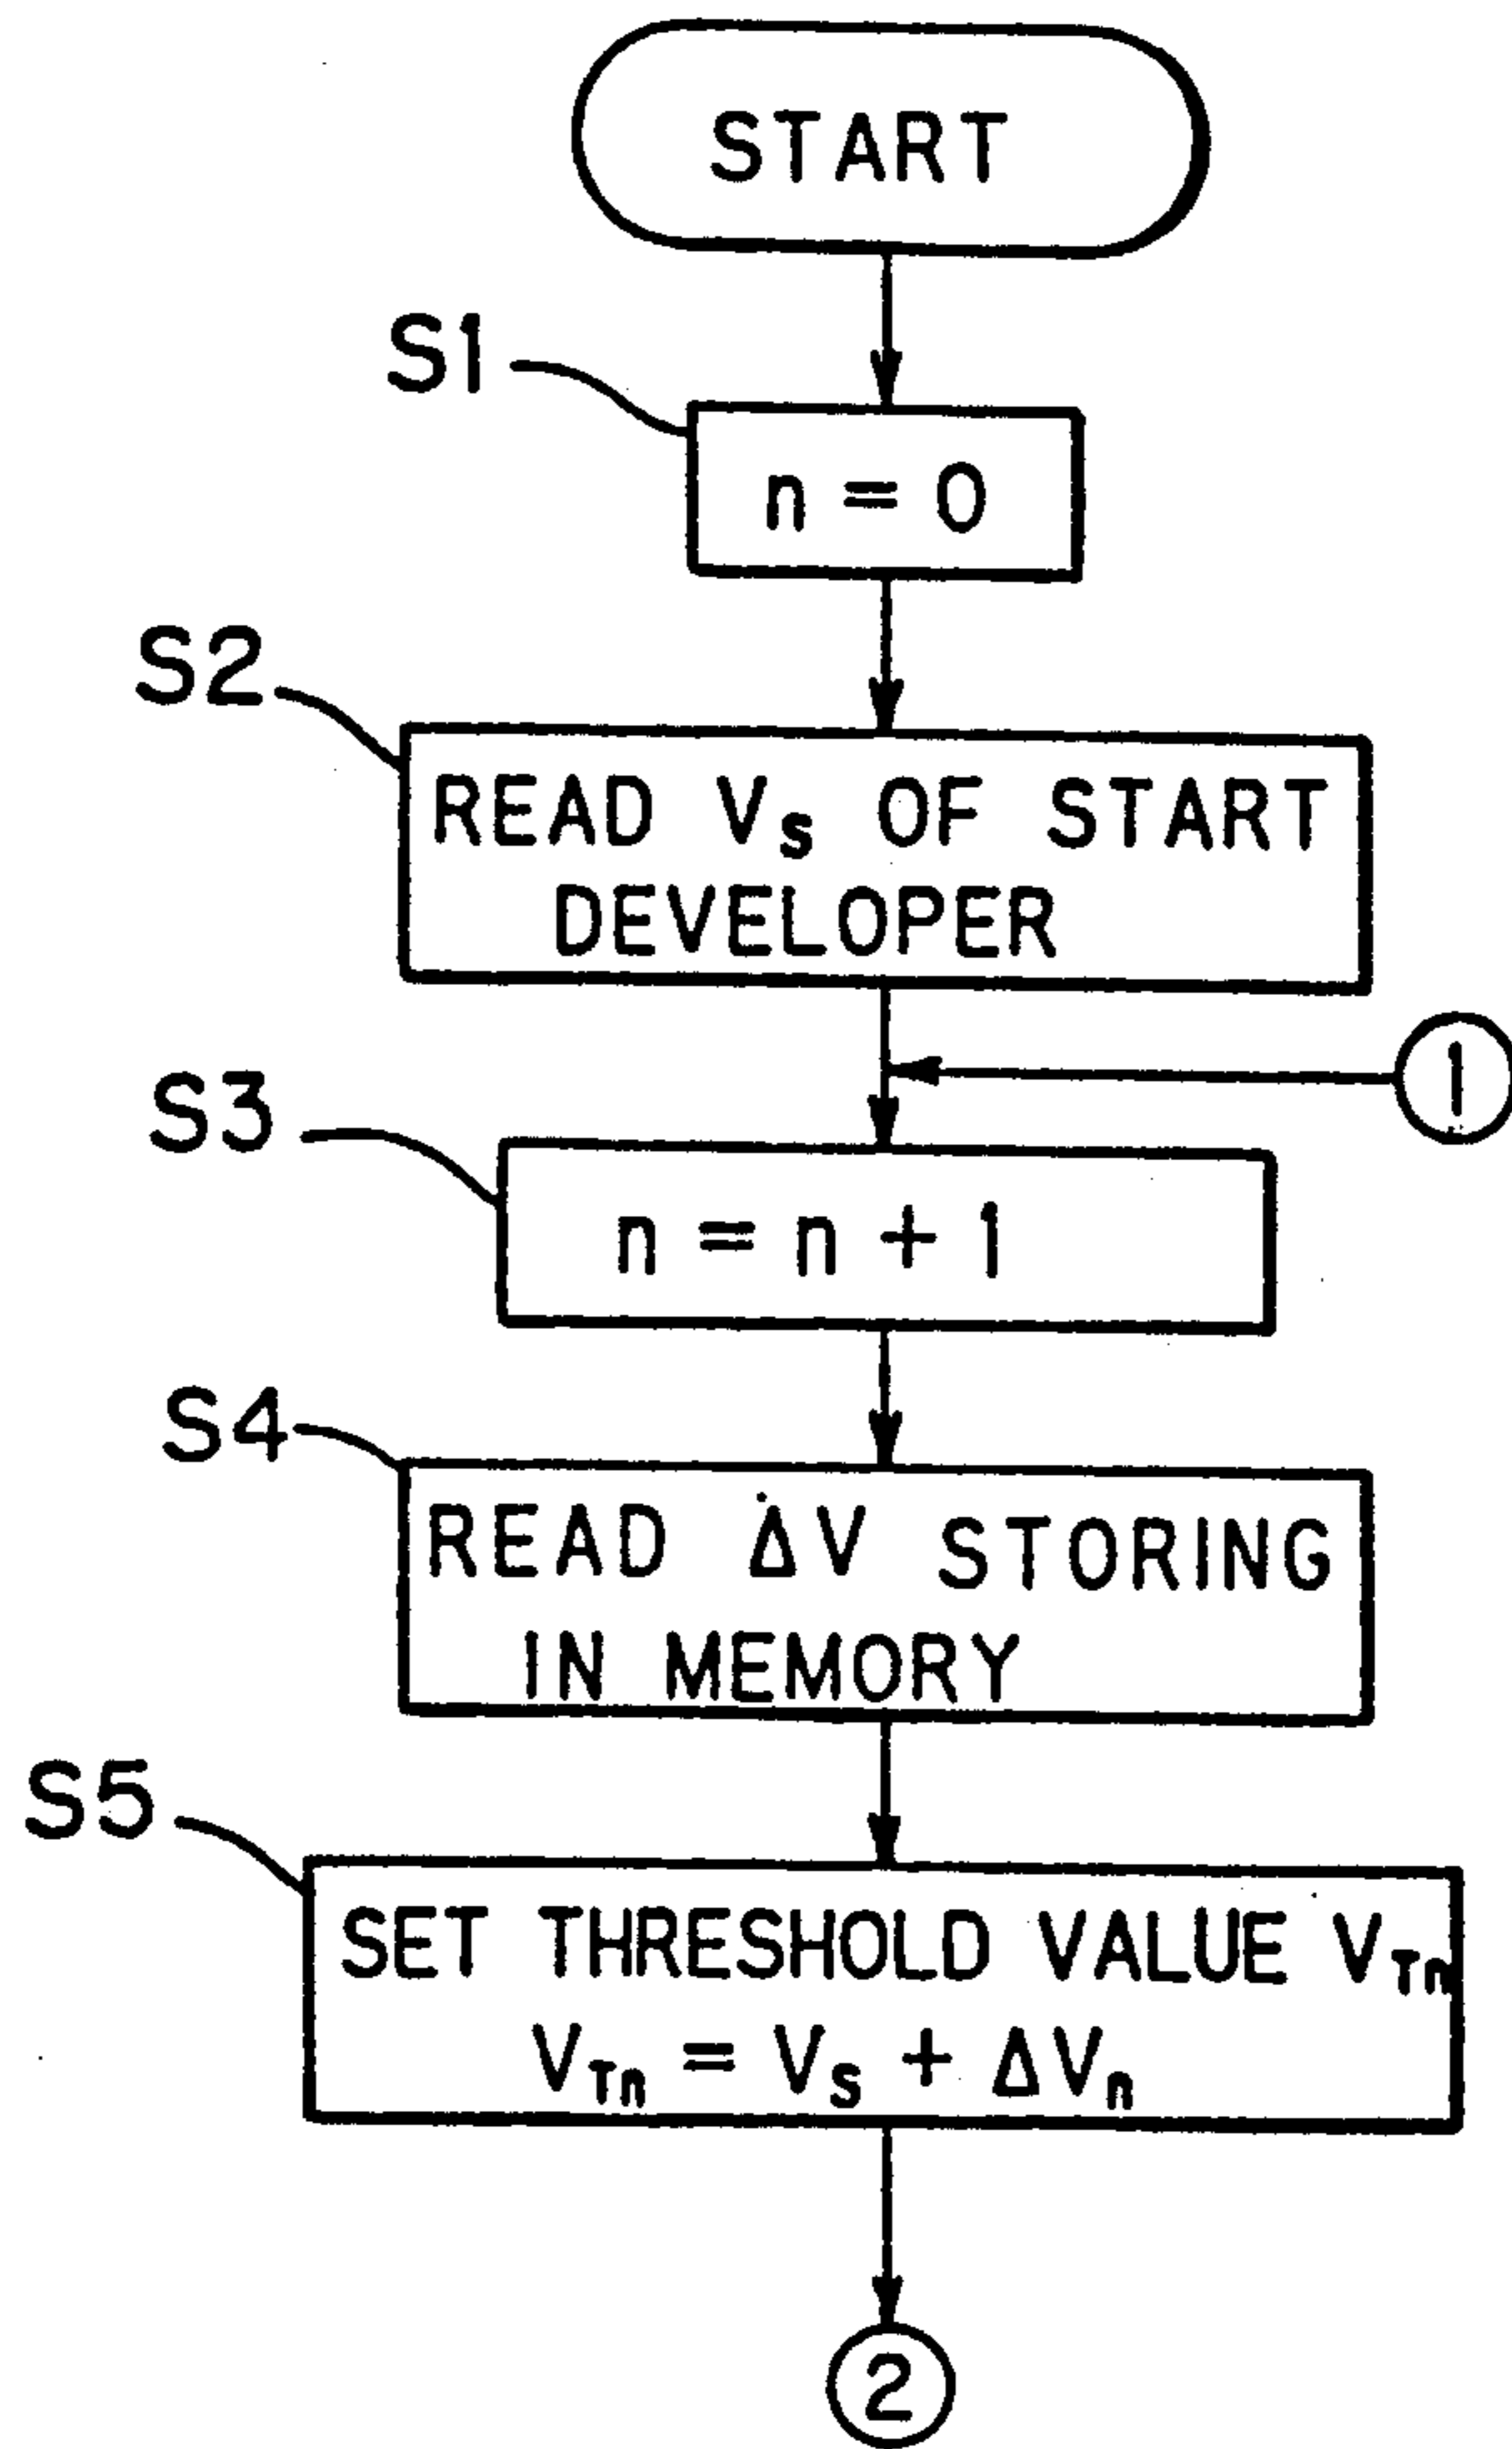 START
S1
n = 0
S2
READ Vs OF START
DEVELOPER
1
S3
n = n + 1
S4
READ ΔV STORING
IN MEMORY
S5
SET THRESHOLD VALUE VTn
VTn = Vs + ΔVn
2